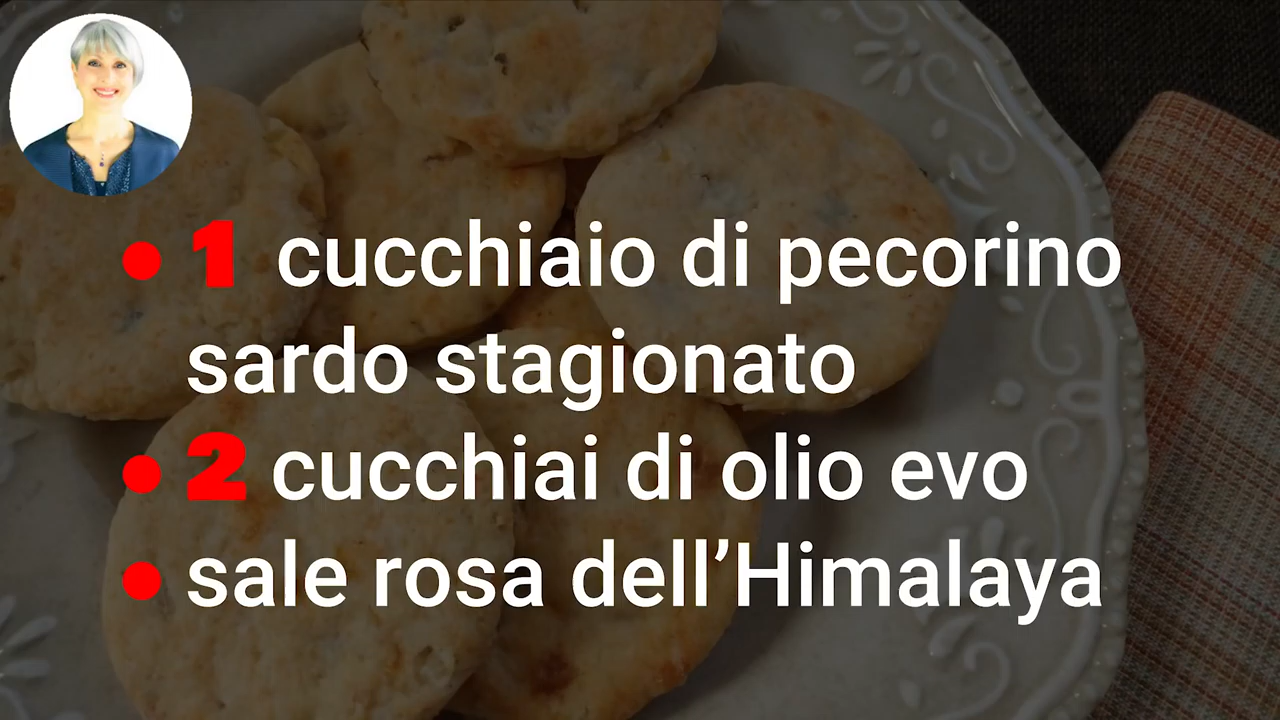 • 1 cucchiaio di pecorino
sardo stagionato
• 2 cucchiai di olio evo
• sale rosa dell’Himalaya